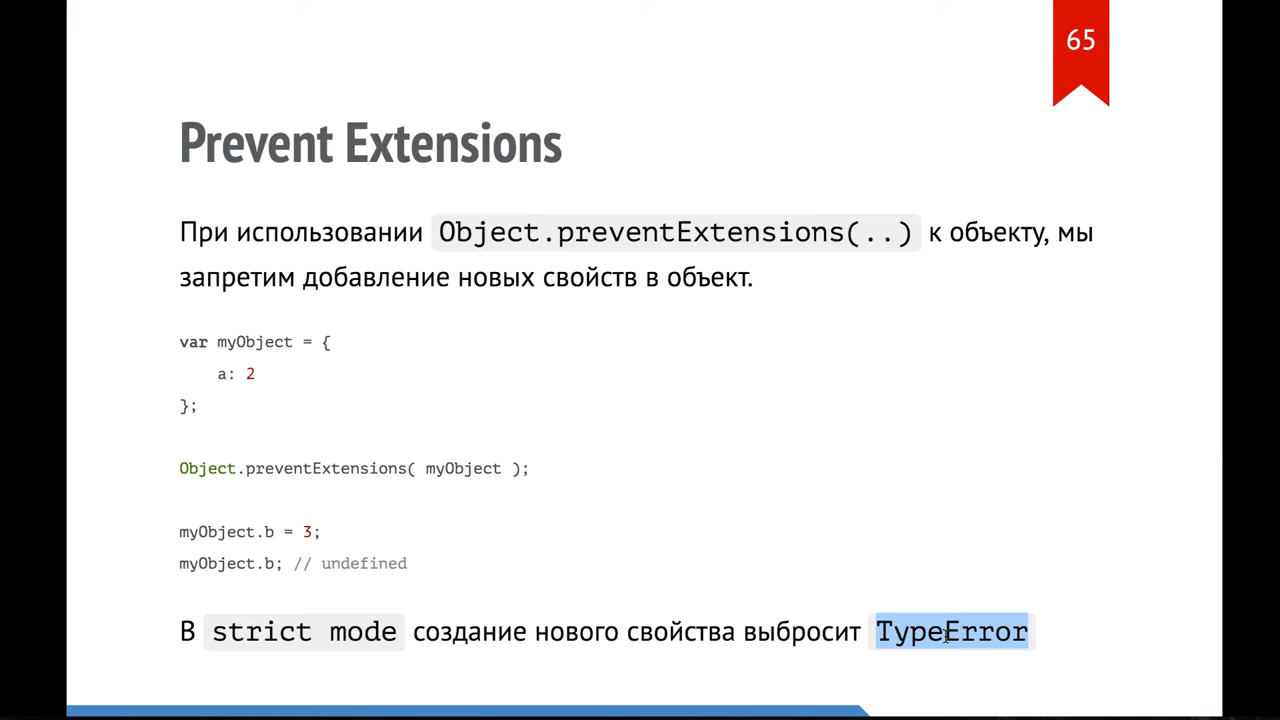 65
Prevent Extensions
При использовании Object.preventExtensions(..) к объекту, мы
запретим добавление новых свойств в объект.
var myObject = {
    a: 2
};
Object.preventExtensions( myObject );
myObject.b = 3;
myObject.b; // undefined
В strict mode создание нового свойства выбросит TypeError